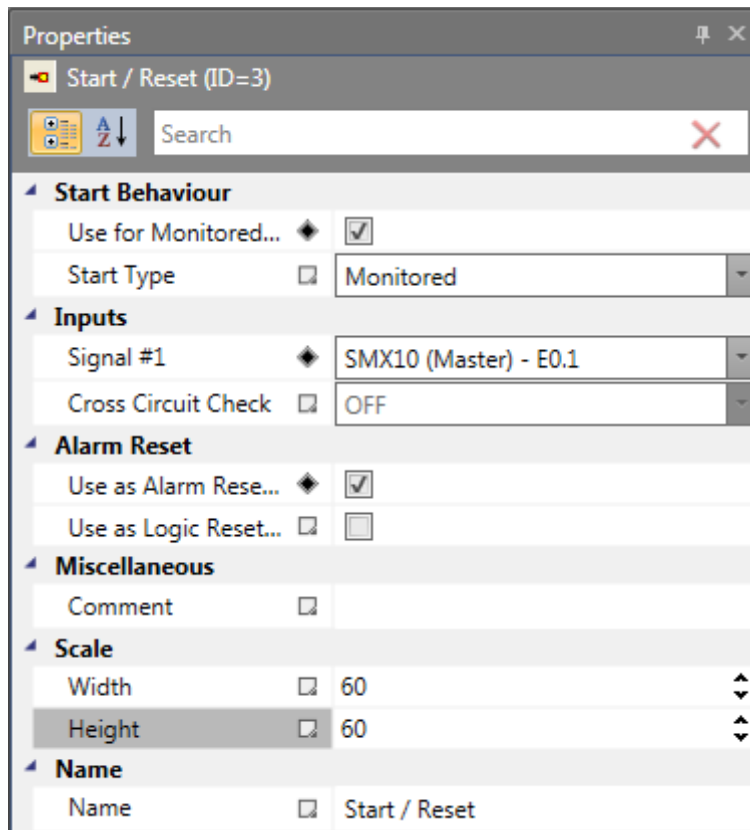 Properties
Start / Reset (ID=3)
A Z Search
Start Behaviour
Use for Monitored...
Start Type Monitored
Inputs
Signal #1 SMX10 (Master) - E0.1
Cross Circuit Check OFF
Alarm Reset
Use as Alarm Rese...
Use as Logic Reset...
Miscellaneous
Comment
Scale
Width 60
Height 60
Name
Name Start / Reset